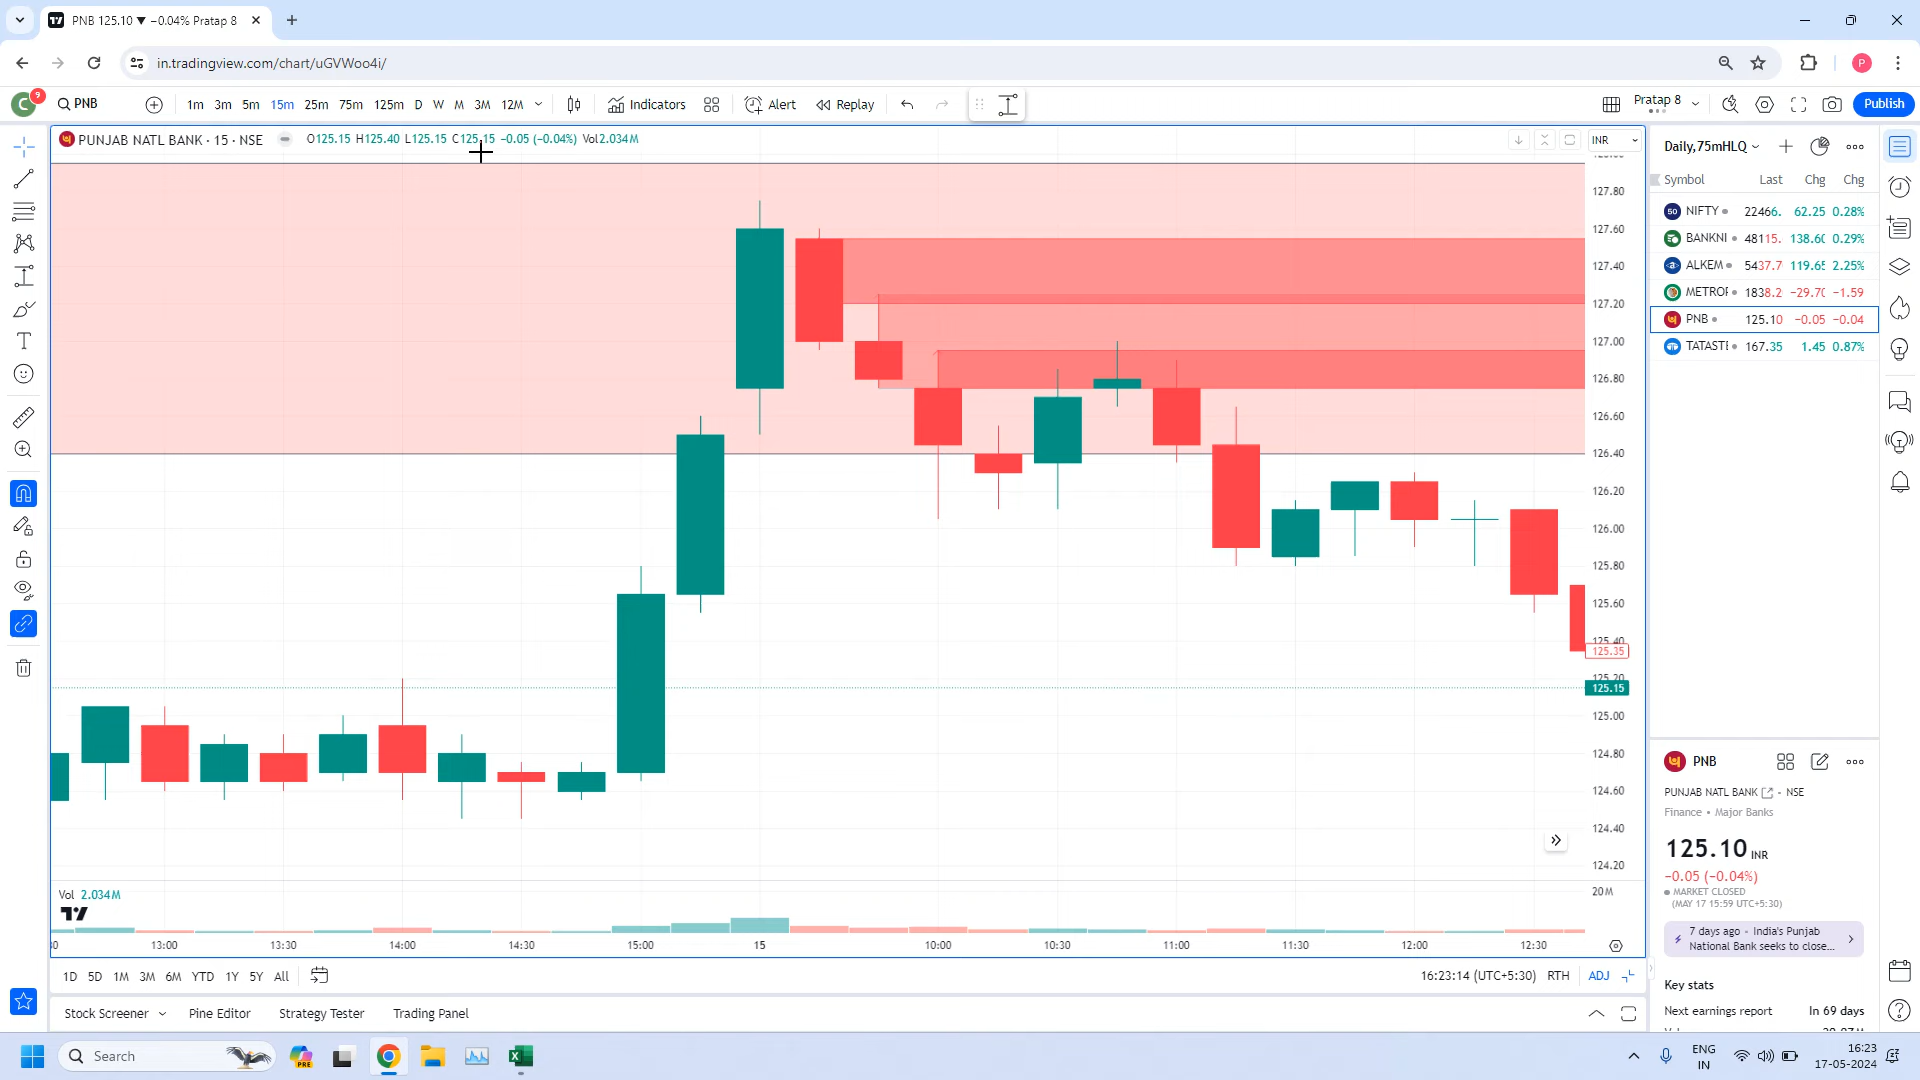 PNB 125.10 ▼ −0.04% Pratap 8
in.tradingview.com/chart/uGVWoo4i/
P
C 9 PNB 1m 3m 5m 15m 25m 75m 125m D W M 3M 12M Indicators Alert Replay Pratap 8 Publish
PUNJAB NATL BANK · 15 · NSE O125.15 H125.40 L125.15 C125.15 −0.05 (−0.04%) Vol2.034M INR
127.80
127.60
127.40
127.20
127.00
126.80
126.60
126.40
126.20
126.00
125.80
125.60
125.40
125.35
125.20
125.15
125.00
124.80
124.60
124.40
124.20
Vol 2.034M
20M
13:00 13:30 14:00 14:30 15:00 15 10:00 10:30 11:00 11:30 12:00 12:30
1D 5D 1M 3M 6M YTD 1Y 5Y All 16:23:14 (UTC+5:30) RTH ADJ
Stock Screener Pine Editor Strategy Tester Trading Panel
Daily,75mHLQ
Symbol Last Chg Chg
50 NIFTY 22466. 62.25 0.28%
BANKNI 48115. 138.60 0.29%
ALKEM 5437.7 119.65 2.25%
METROF 1838.2 −29.70 −1.59
PNB 125.10 −0.05 −0.04
TATASTE 167.35 1.45 0.87%
PNB
PUNJAB NATL BANK - NSE
Finance • Major Banks
125.10 INR
−0.05 (−0.04%)
MARKET CLOSED
(MAY 17 15:59 UTC+5:30)
7 days ago - India's Punjab
National Bank seeks to close...
Key stats
Next earnings report In 69 days
Search
PRE
ENG
IN
16:23
17-05-2024